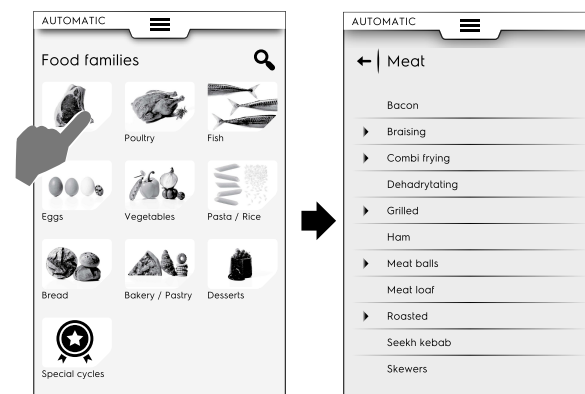 AUTOMATIC
Food families
Poultry
Fish
Eggs
Vegetables
Pasta / Rice
Bread
Bakery / Pastry
Desserts
Special cycles
AUTOMATIC
Meat
Bacon
Braising
Combi frying
Dehadrytating
Grilled
Ham
Meat balls
Meat loaf
Roasted
Seekh kebab
Skewers